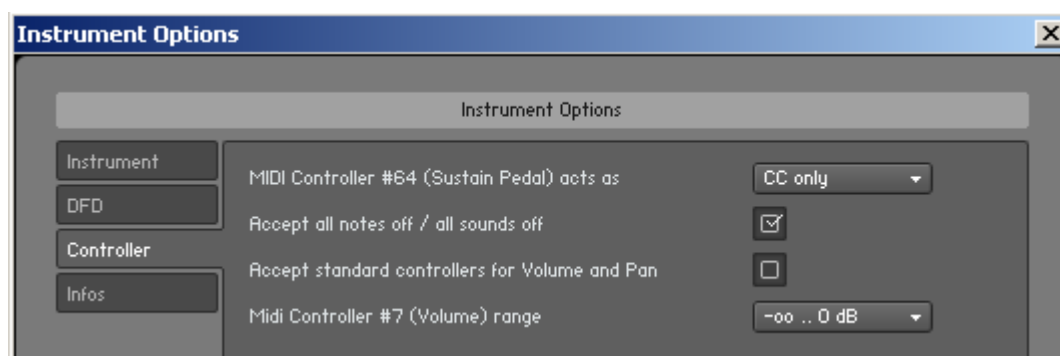 Instrument Options
Instrument Options
Instrument
DFD
Controller
Infos
MIDI Controller #64 (Sustain Pedal) acts as CC only
Accept all notes off / all sounds off
Accept standard controllers for Volume and Pan
Midi Controller #7 (Volume) range -oo .. 0 dB